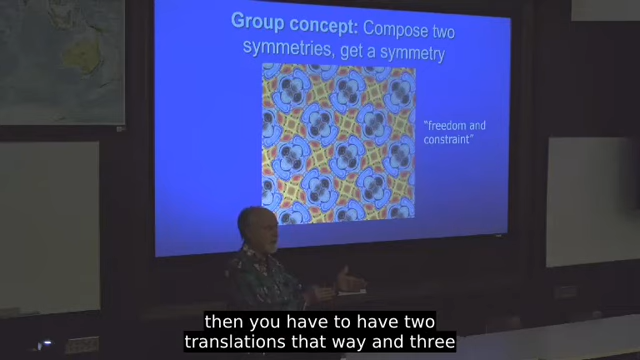 Group concept: Compose two
symmetries, get a symmetry
"freedom and
constraint"
then you have to have two
translations that way and three